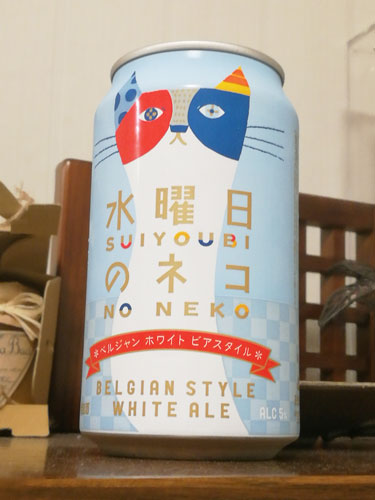 水曜日
SUIYOUBI
のネコ
NO NEKO
*ベルジャン ホワイト ビアスタイル*
BELGIAN STYLE
WHITE ALE
ALC 5